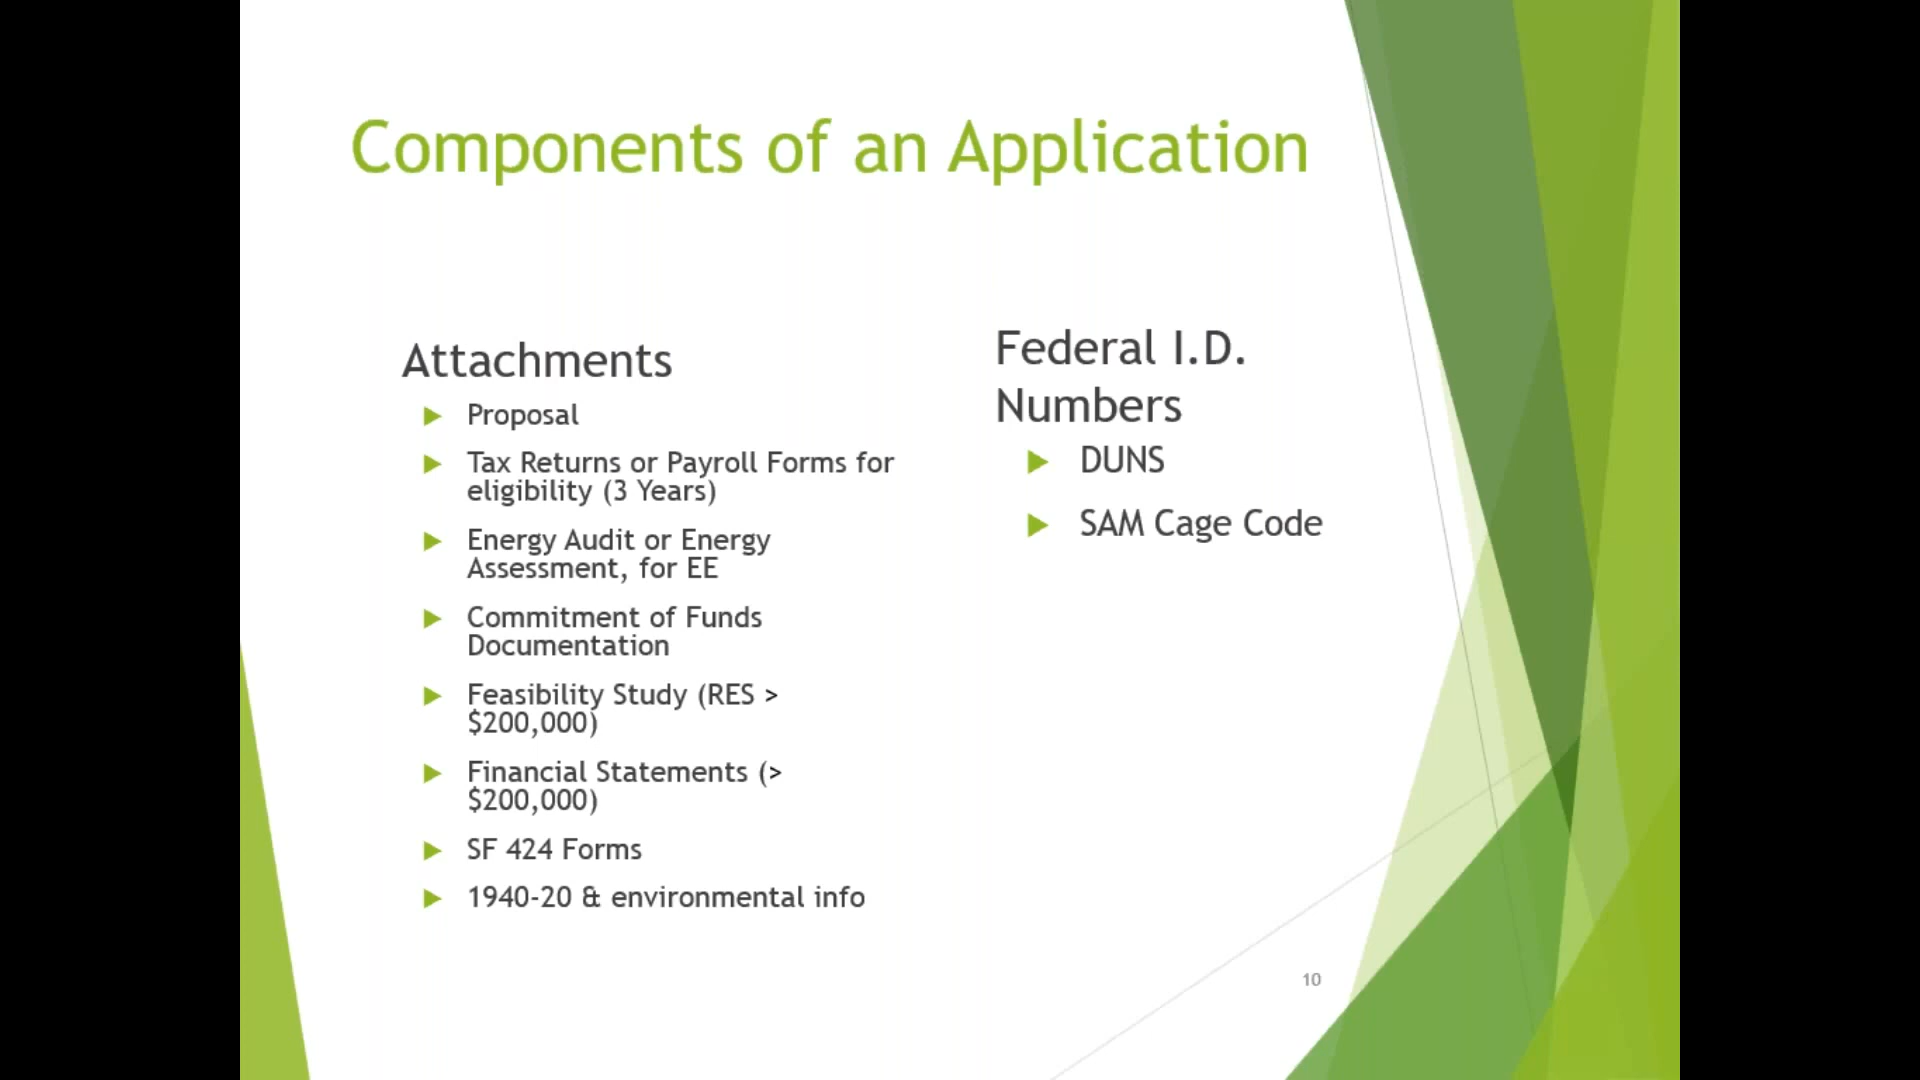 Components of an Application
Attachments
Proposal
Tax Returns or Payroll Forms for
eligibility (3 Years)
Energy Audit or Energy
Assessment, for EE
Commitment of Funds
Documentation
Feasibility Study (RES >
$200,000)
Financial Statements (>
$200,000)
SF 424 Forms
1940-20 & environmental info
Federal I.D.
Numbers
DUNS
SAM Cage Code
10